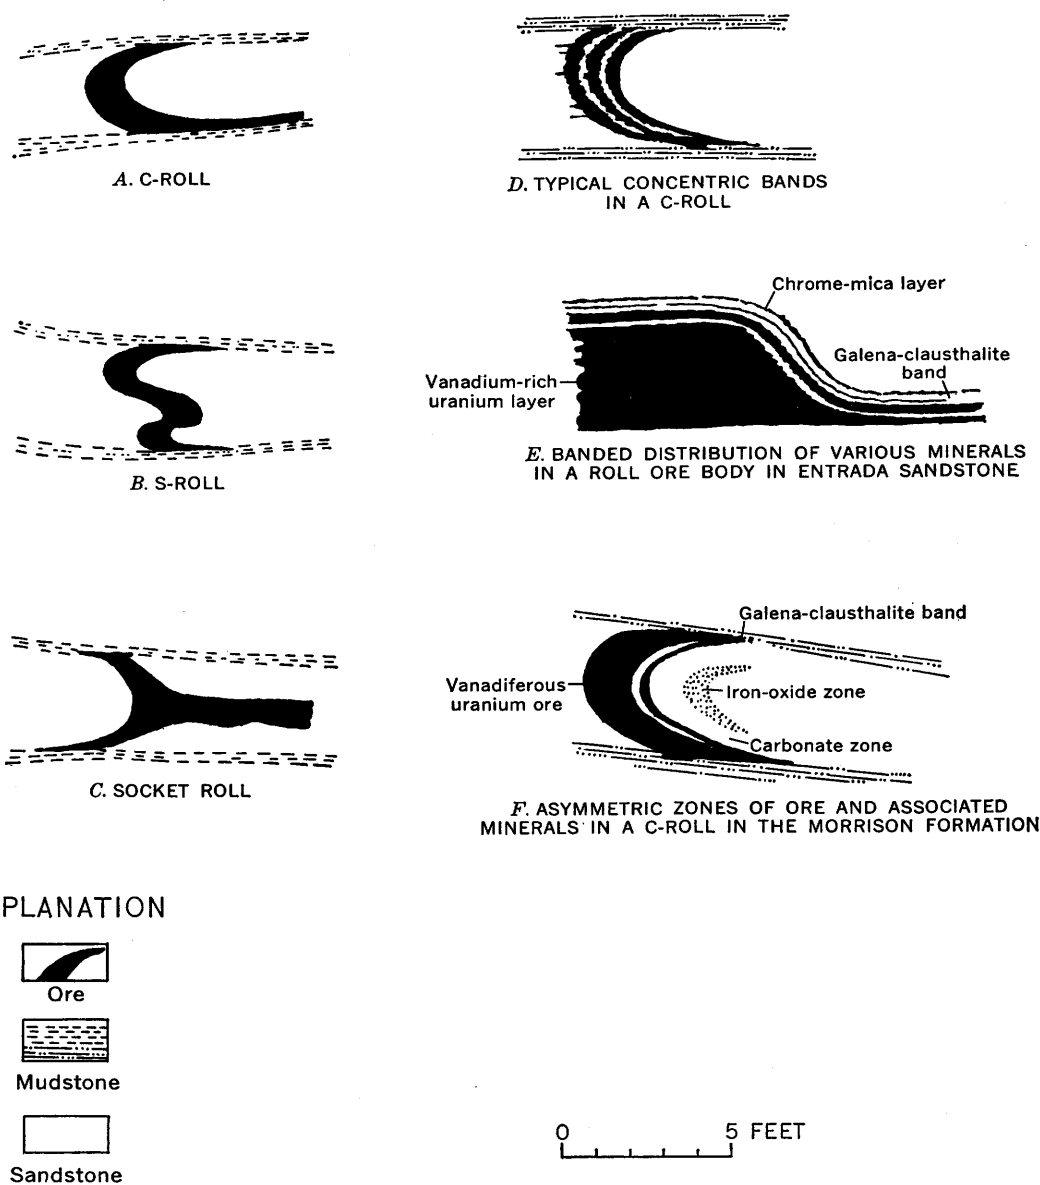 A. C-ROLL
D. TYPICAL CONCENTRIC BANDS
IN A C-ROLL
Chrome-mica layer
Galena-clausthalite
band
Vanadium-rich
uranium layer
B. S-ROLL
E. BANDED DISTRIBUTION OF VARIOUS MINERALS
IN A ROLL ORE BODY IN ENTRADA SANDSTONE
Galena-clausthalite band
Vanadiferous
uranium ore
Iron-oxide zone
Carbonate zone
C. SOCKET ROLL
F. ASYMMETRIC ZONES OF ORE AND ASSOCIATED
MINERALS IN A C-ROLL IN THE MORRISON FORMATION
PLANATION
Ore
Mudstone
Sandstone
0 5 FEET